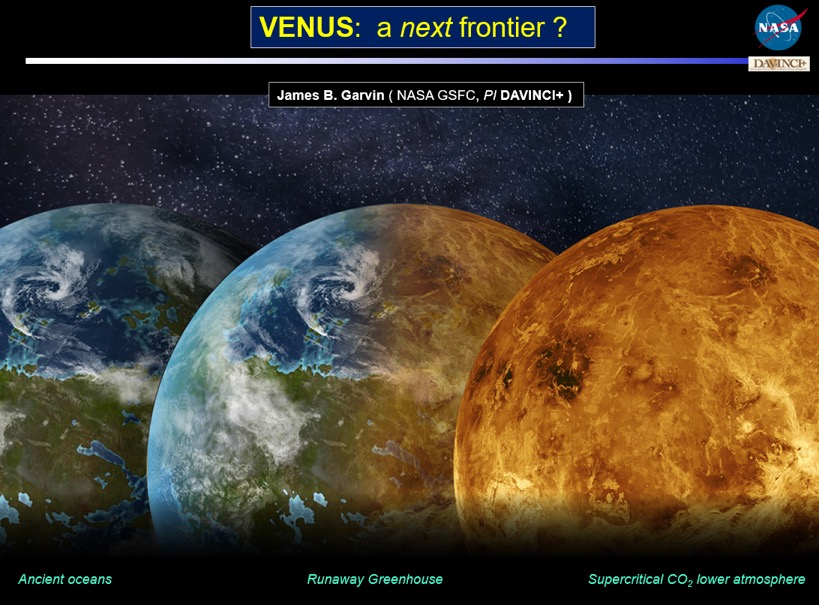 VENUS: a next frontier ?
NASA
DAVINCI+
James B. Garvin ( NASA GSFC, PI DAVINCI+ )
Ancient oceans
Runaway Greenhouse
Supercritical CO₂ lower atmosphere